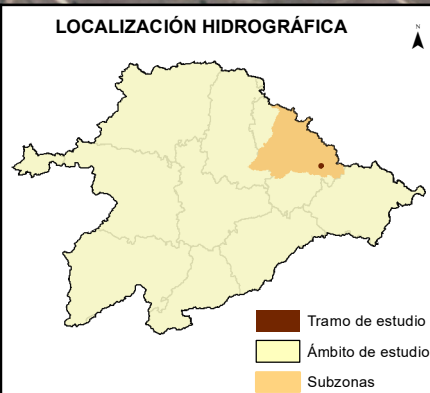 LOCALIZACIÓN HIDROGRÁFICA
N
Tramo de estudio
Ámbito de estudio
Subzonas